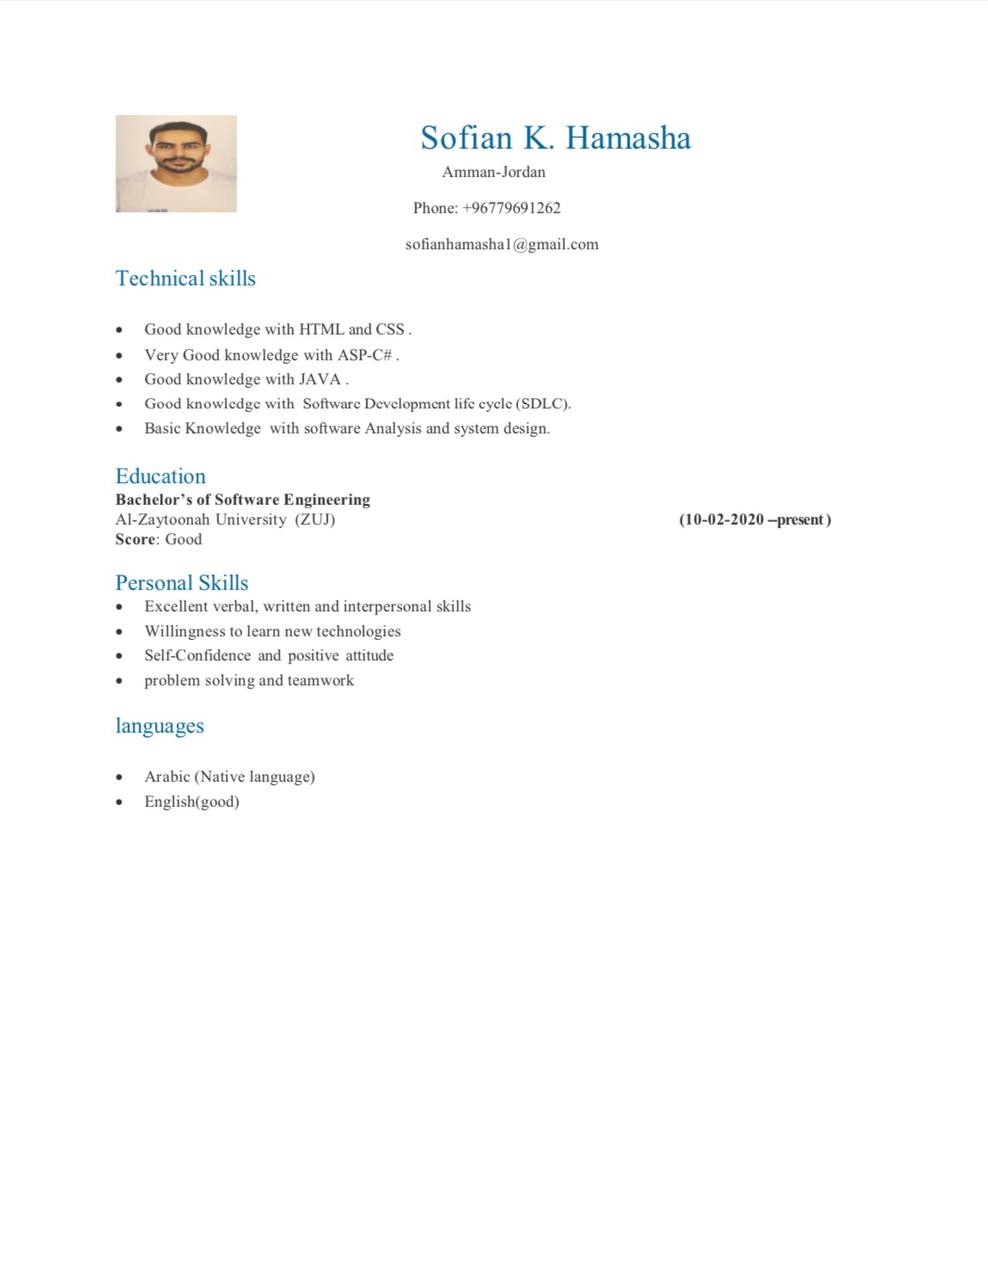 Sofian K. Hamasha
Amman-Jordan
Phone: +96779691262
sofianhamasha1@gmail.com
Technical skills
• Good knowledge with HTML and CSS .
• Very Good knowledge with ASP-C# .
• Good knowledge with JAVA .
• Good knowledge with Software Development life cycle (SDLC).
• Basic Knowledge with software Analysis and system design.
Education
Bachelor's of Software Engineering
Al-Zaytoonah University (ZUJ) (10-02-2020 –present)
Score: Good
Personal Skills
• Excellent verbal, written and interpersonal skills
• Willingness to learn new technologies
• Self-Confidence and positive attitude
• problem solving and teamwork
languages
• Arabic (Native language)
• English(good)